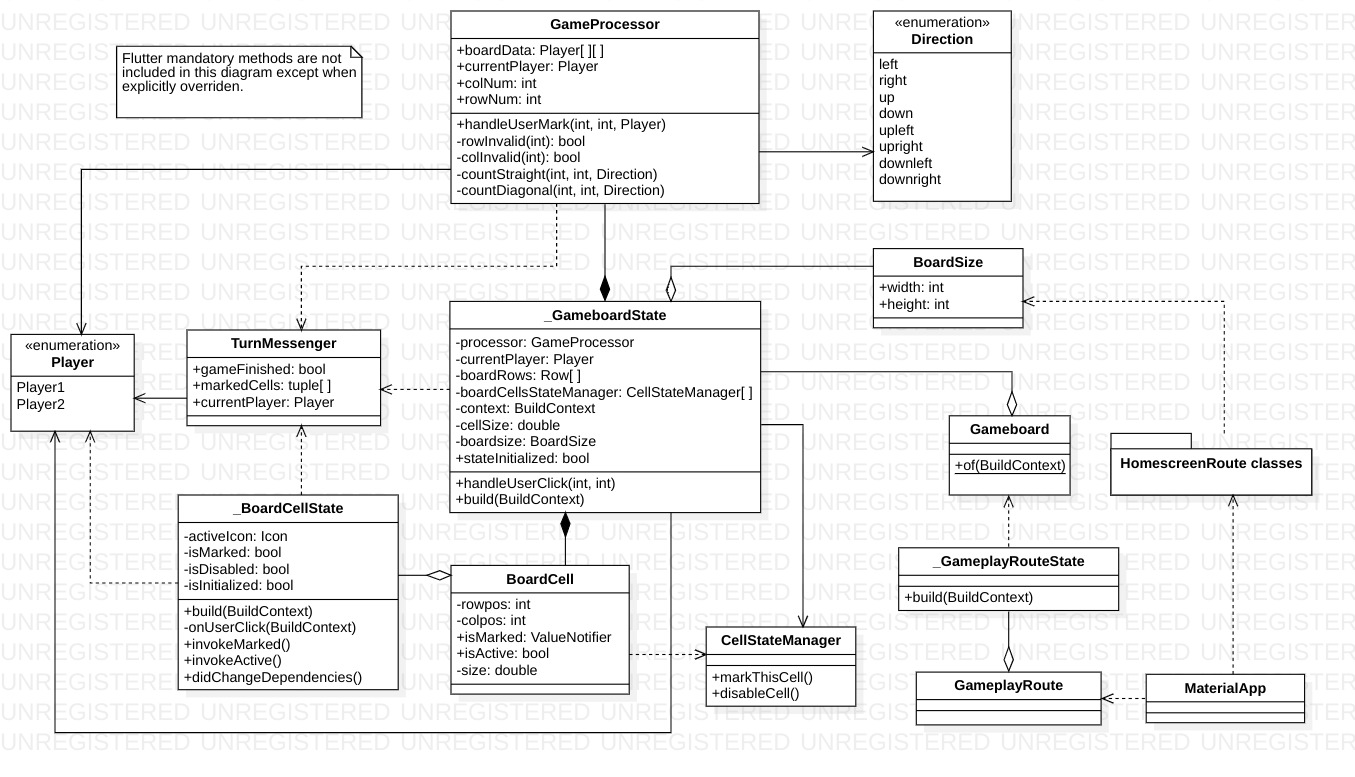 GameProcessor
+boardData: Player[ ][ ]
+currentPlayer: Player
+colNum: int
+rowNum: int
+handleUserMark(int, int, Player)
-rowInvalid(int): bool
-colInvalid(int): bool
-countStraight(int, int, Direction)
-countDiagonal(int, int, Direction)
«enumeration»
Direction
left
right
up
down
upleft
upright
downleft
downright
Flutter mandatory methods are not
included in this diagram except when
explicitly overriden.
BoardSize
+width: int
+height: int
«enumeration»
Player
Player1
Player2
TurnMessenger
+gameFinished: bool
+markedCells: tuple[ ]
+currentPlayer: Player
_GameboardState
-processor: GameProcessor
-currentPlayer: Player
-boardRows: Row[ ]
-boardCellsStateManager: CellStateManager[ ]
-context: BuildContext
-cellSize: double
-boardsize: BoardSize
+stateInitialized: bool
+handleUserClick(int, int)
+build(BuildContext)
Gameboard
+of(BuildContext)
HomescreenRoute classes
_BoardCellState
-activeIcon: Icon
-isMarked: bool
-isDisabled: bool
-isInitialized: bool
+build(BuildContext)
-onUserClick(BuildContext)
+invokeMarked()
+invokeActive()
+didChangeDependencies()
BoardCell
-rowpos: int
-colpos: int
+isMarked: ValueNotifier
+isActive: bool
-size: double
CellStateManager
+markThisCell()
+disableCell()
_GameplayRouteState
+build(BuildContext)
GameplayRoute
MaterialApp
UNREGISTERED UNREGISTERED UNREGISTERED UNREGISTERED UNREGISTERED UNREGISTERED UNREGISTERED